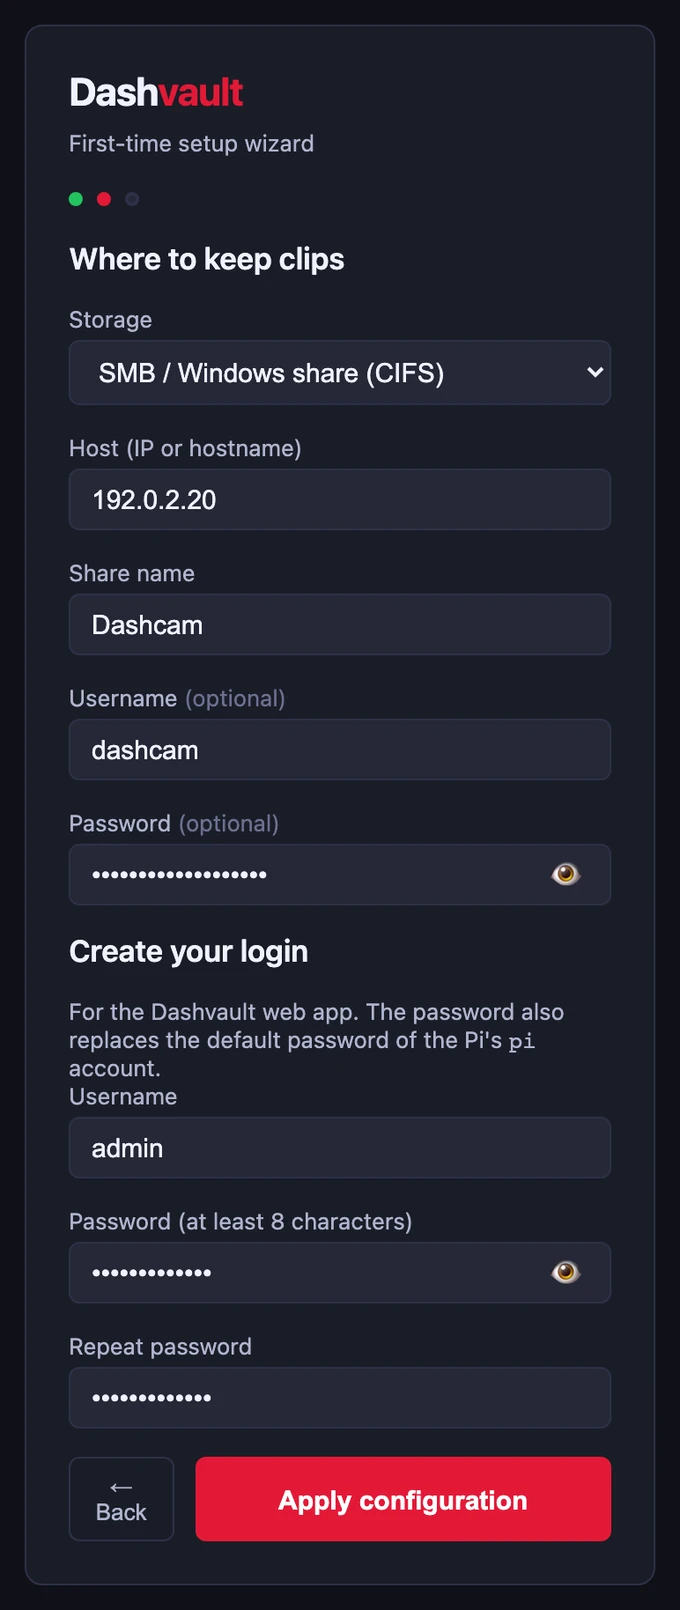 Dashvault
First-time setup wizard
Where to keep clips
Storage
SMB / Windows share (CIFS)
Host (IP or hostname)
192.0.2.20
Share name
Dashcam
Username (optional)
dashcam
Password (optional)
•••••••••••••••••••
Create your login
For the Dashvault web app. The password also
replaces the default password of the Pi's pi
account.
Username
admin
Password (at least 8 characters)
•••••••••••••
Repeat password
•••••••••••••
← Back
Apply configuration